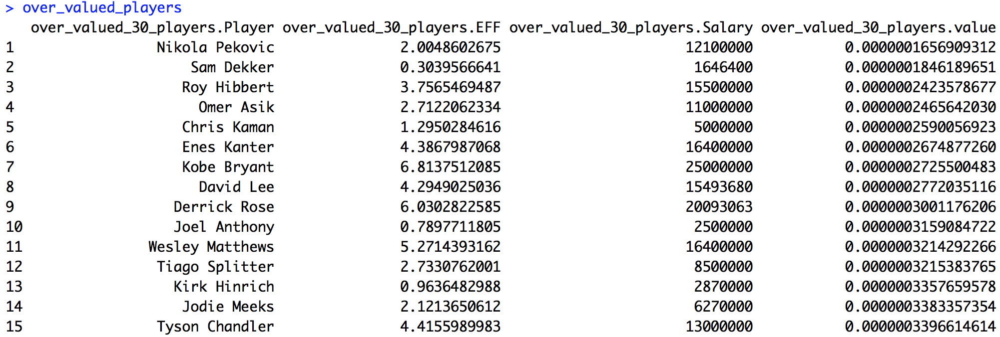 > over_valued_players
over_valued_30_players.Player over_valued_30_players.EFF over_valued_30_players.Salary over_valued_30_players.value
1 Nikola Pekovic 2.0048602675 12100000 0.0000001656909312
2 Sam Dekker 0.3039566641 1646400 0.0000001846189651
3 Roy Hibbert 3.7565469487 15500000 0.0000002423578677
4 Omer Asik 2.7122062334 11000000 0.0000002465642030
5 Chris Kaman 1.2950284616 5000000 0.0000002590056923
6 Enes Kanter 4.3867987068 16400000 0.0000002674877260
7 Kobe Bryant 6.8137512085 25000000 0.0000002725500483
8 David Lee 4.2949025036 15493680 0.0000002772035116
9 Derrick Rose 6.0302822585 20093063 0.0000003001176206
10 Joel Anthony 0.7897711805 2500000 0.0000003159084722
11 Wesley Matthews 5.2714393162 16400000 0.0000003214292266
12 Tiago Splitter 2.7330762001 8500000 0.0000003215383765
13 Kirk Hinrich 0.9636482988 2870000 0.0000003357659578
14 Jodie Meeks 2.1213650612 6270000 0.0000003383357354
15 Tyson Chandler 4.4155989983 13000000 0.0000003396614614